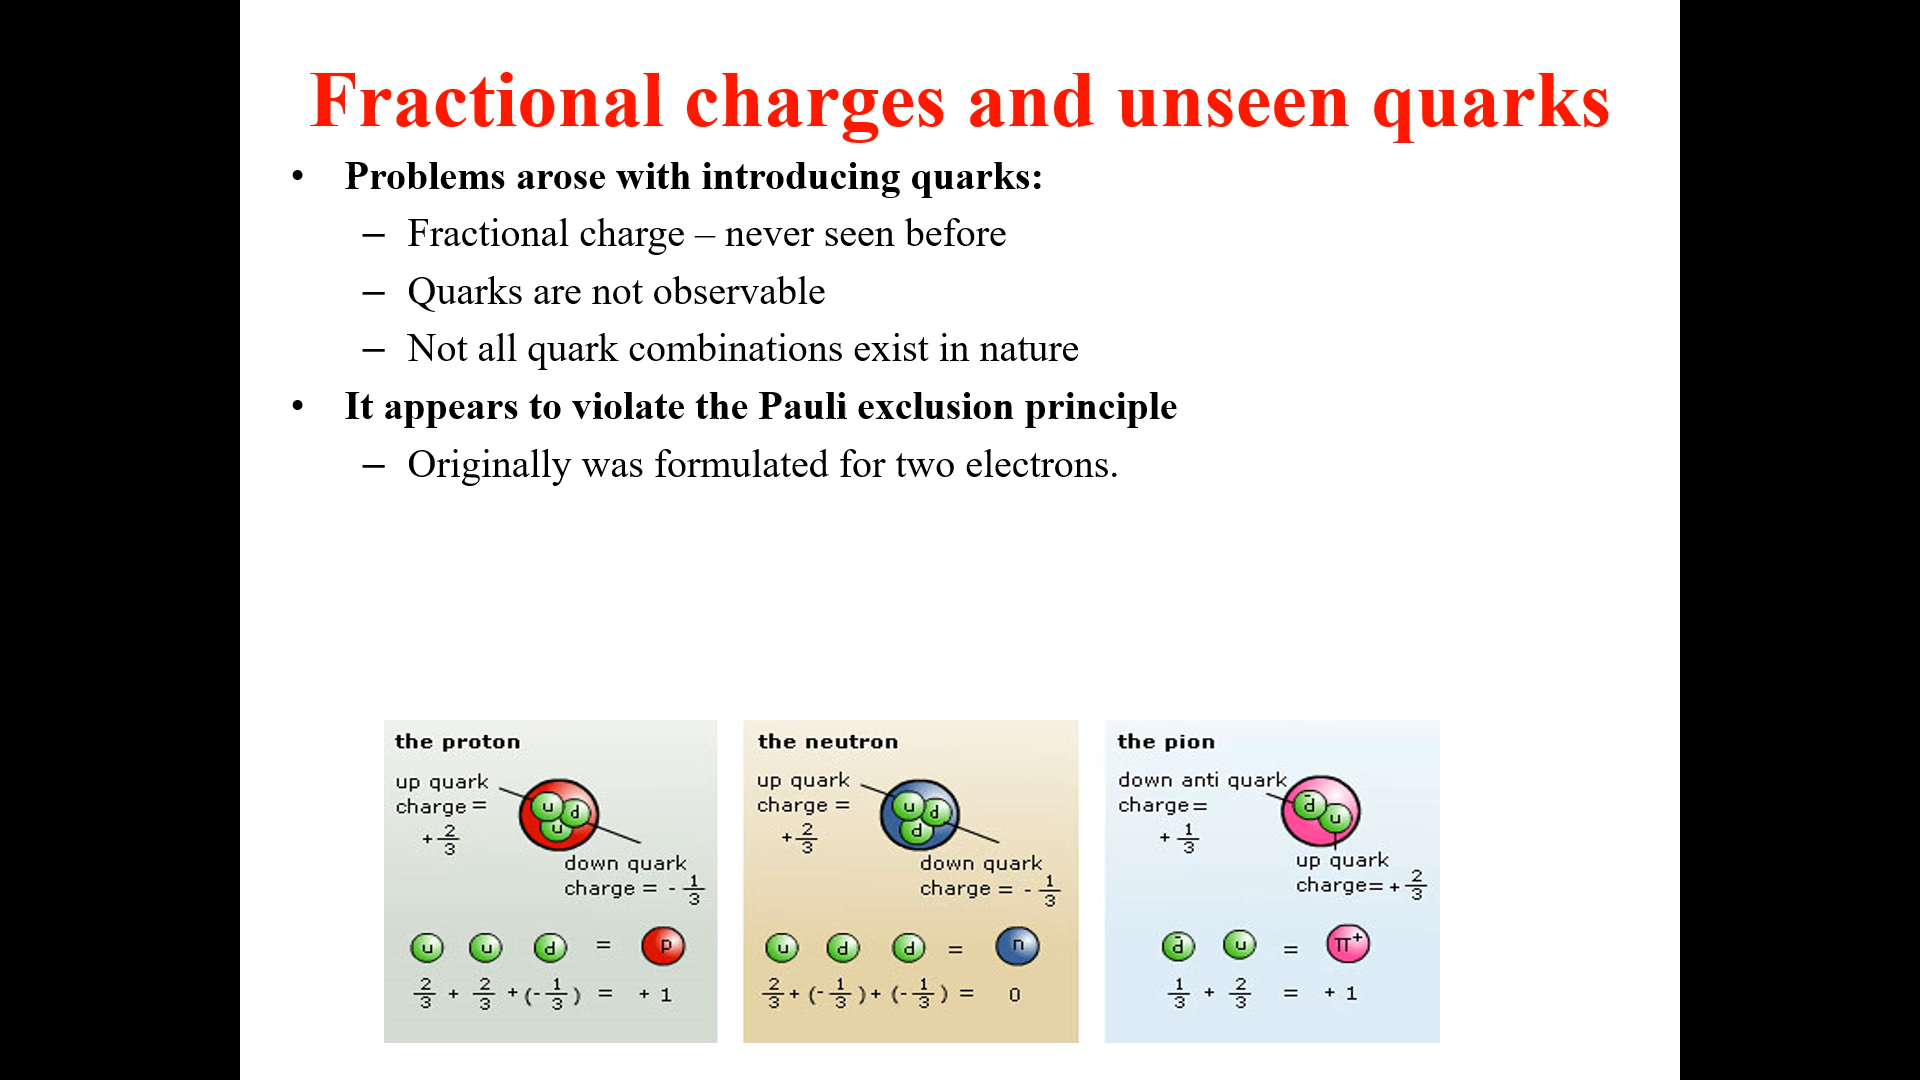 Fractional charges and unseen quarks
• Problems arose with introducing quarks:
– Fractional charge – never seen before
– Quarks are not observable
– Not all quark combinations exist in nature
• It appears to violate the Pauli exclusion principle
– Originally was formulated for two electrons.
the proton
up quark
charge =
+ 2/3
u d
u
down quark
charge = - 1/3
u u d = p
2/3 + 2/3 + (- 1/3) = + 1
the neutron
up quark
charge =
+ 2/3
u d
d
down quark
charge = - 1/3
u d d = n
2/3 + (- 1/3) + (- 1/3) = 0
the pion
down anti quark
charge=
+ 1/3
d̄ u
up quark
charge= + 2/3
d̄ u = π+
1/3 + 2/3 = + 1